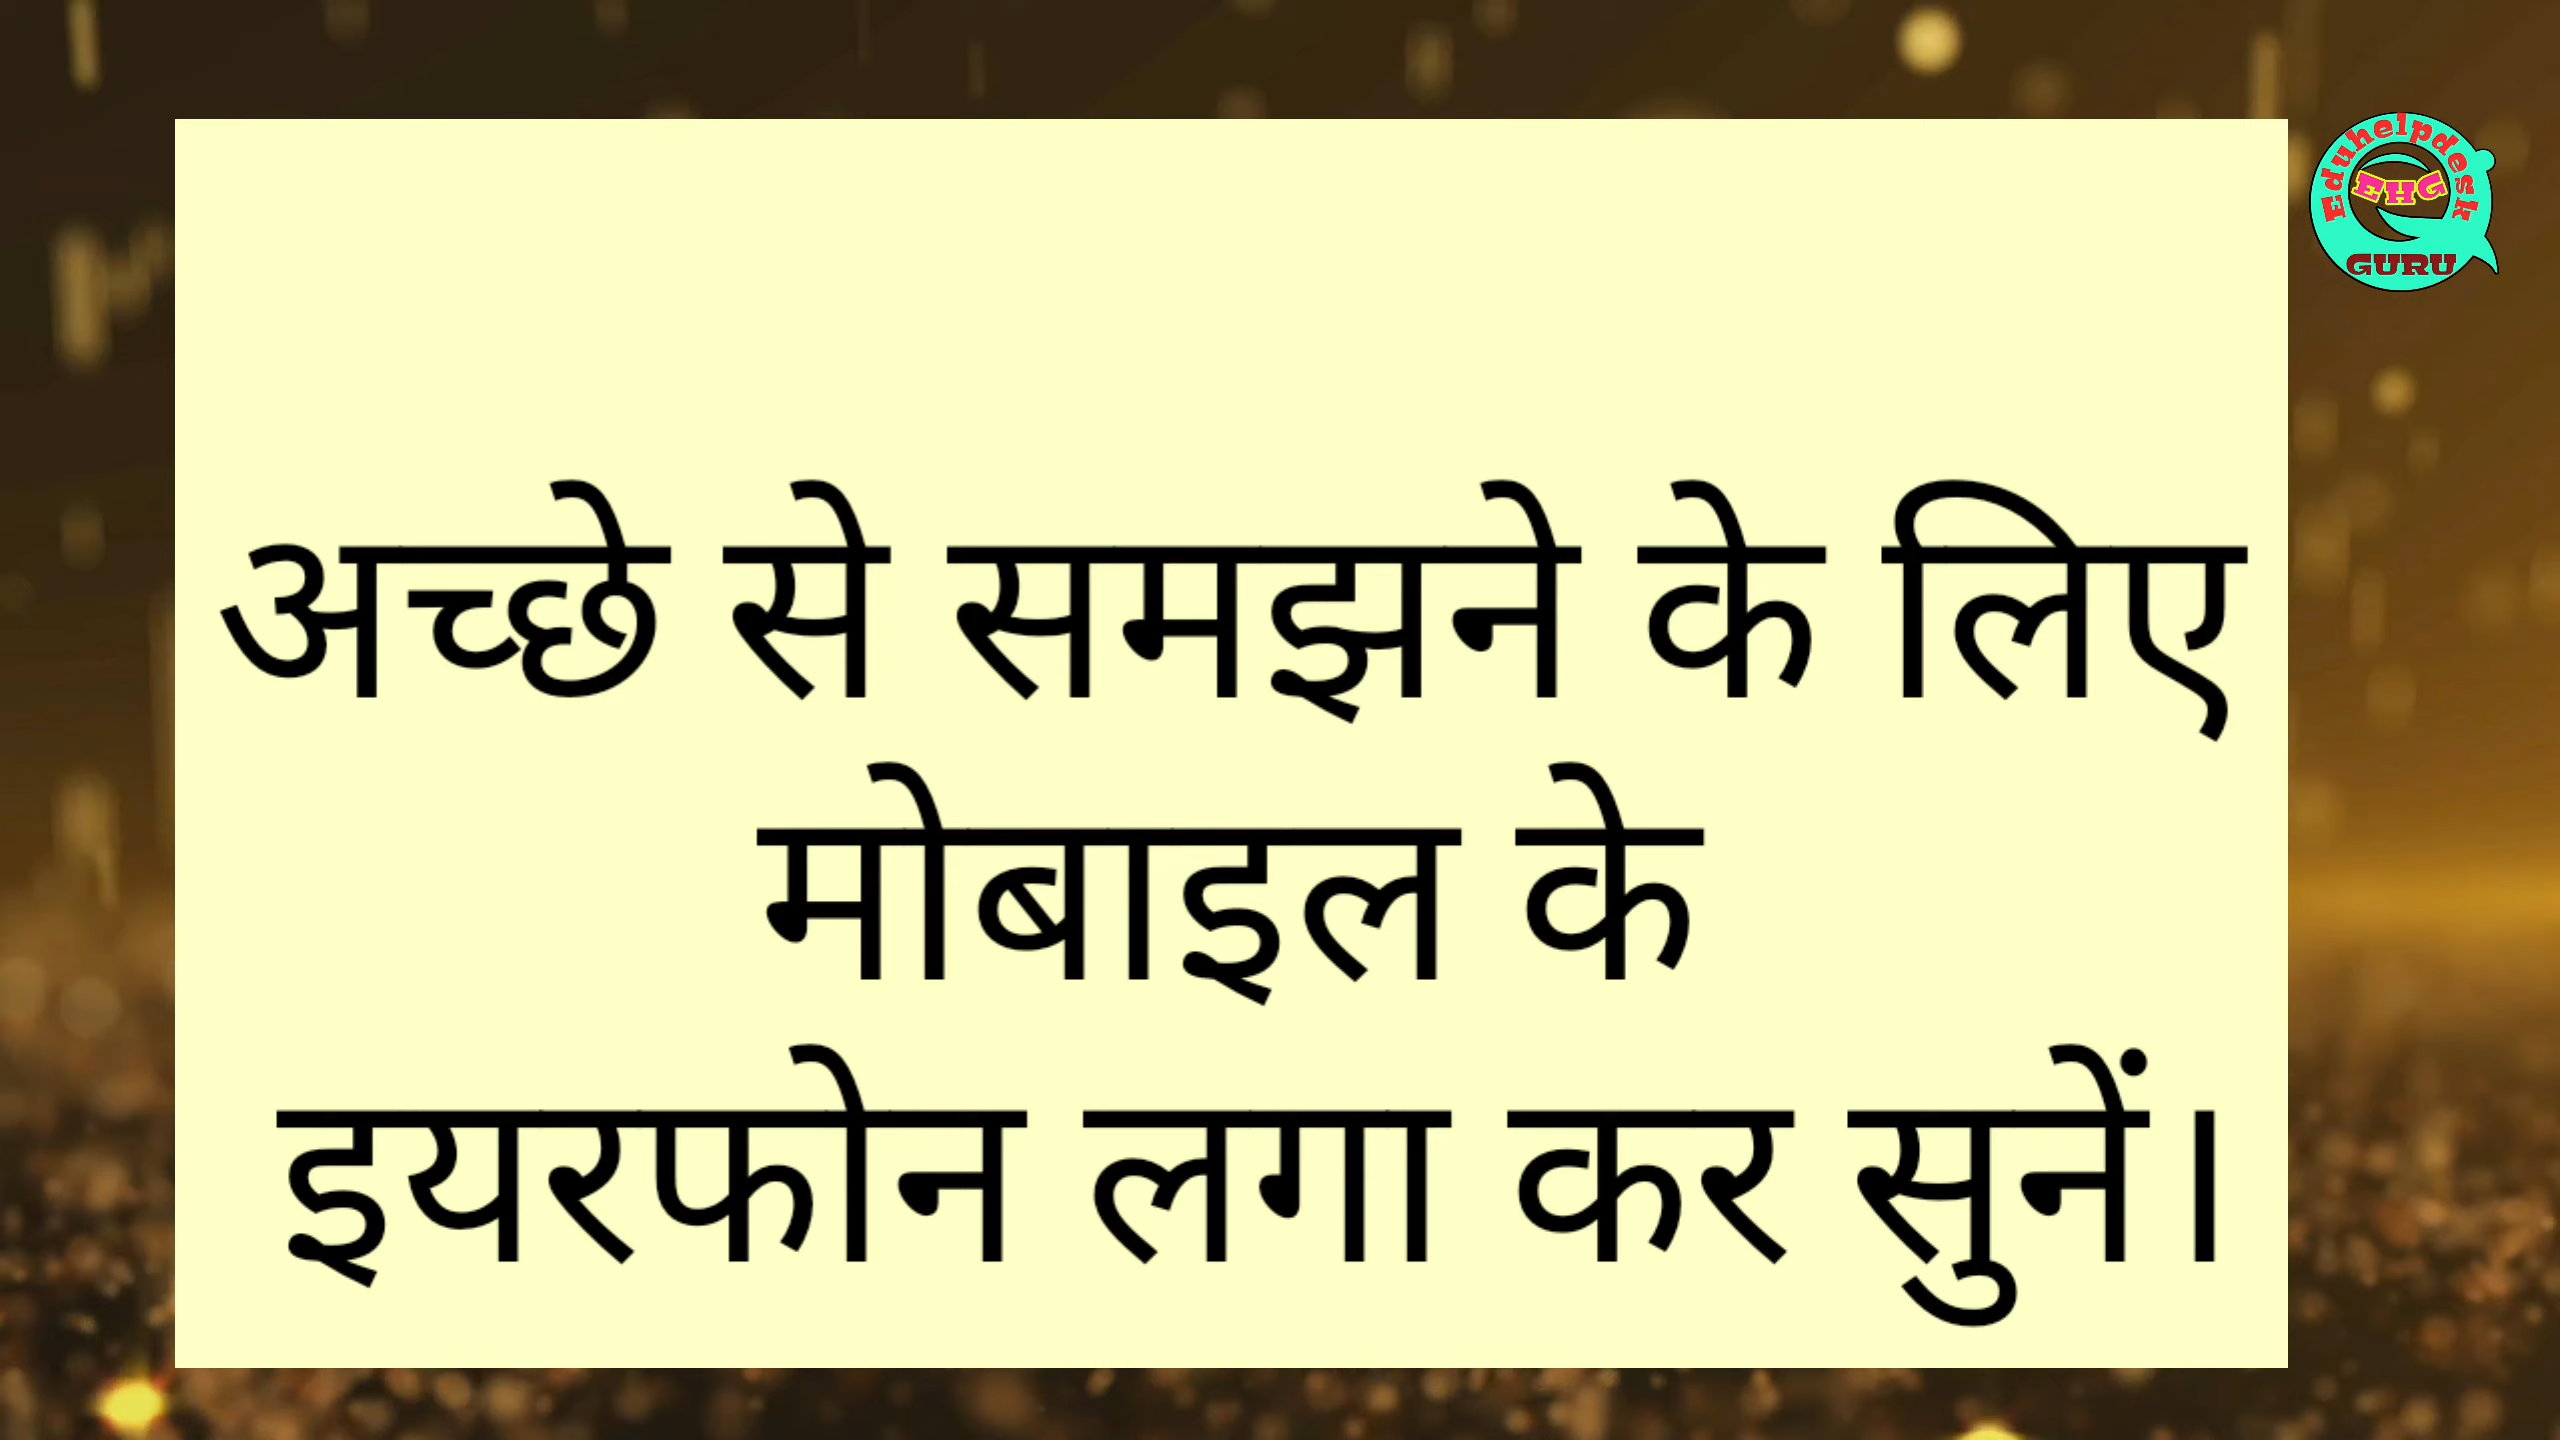 Eduhelpdesk
EHG
GURU
अच्छे से समझने के लिए
मोबाइल के
इयरफोन लगा कर सुनें।